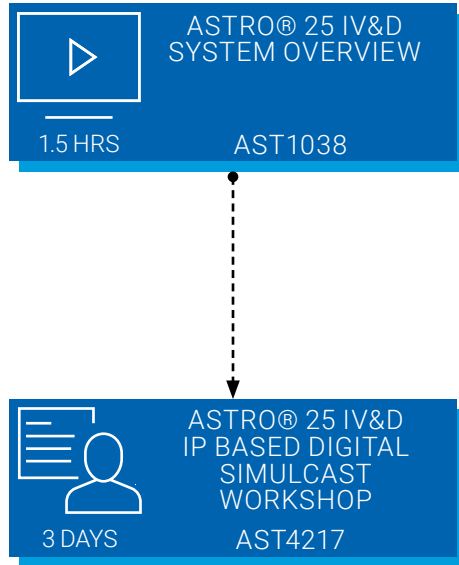 ASTRO® 25 IV&D
SYSTEM OVERVIEW
1.5 HRS
AST1038
ASTRO® 25 IV&D
IP BASED DIGITAL
SIMULCAST
WORKSHOP
3 DAYS
AST4217